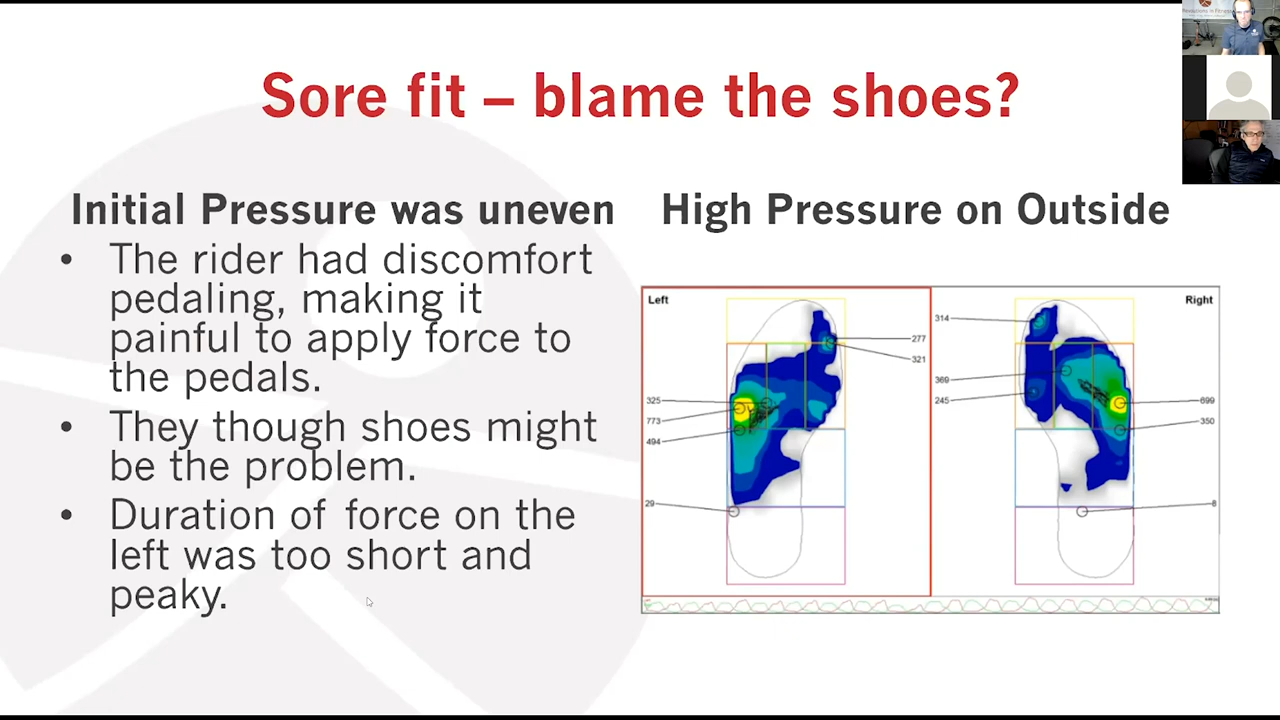 Sore fit – blame the shoes?
Initial Pressure was uneven
• The rider had discomfort
pedaling, making it
painful to apply force to
the pedals.
• They though shoes might
be the problem.
• Duration of force on the
left was too short and
peaky.
High Pressure on Outside
Left
277
321
325
773
494
29
Right
314
369
245
699
350
8